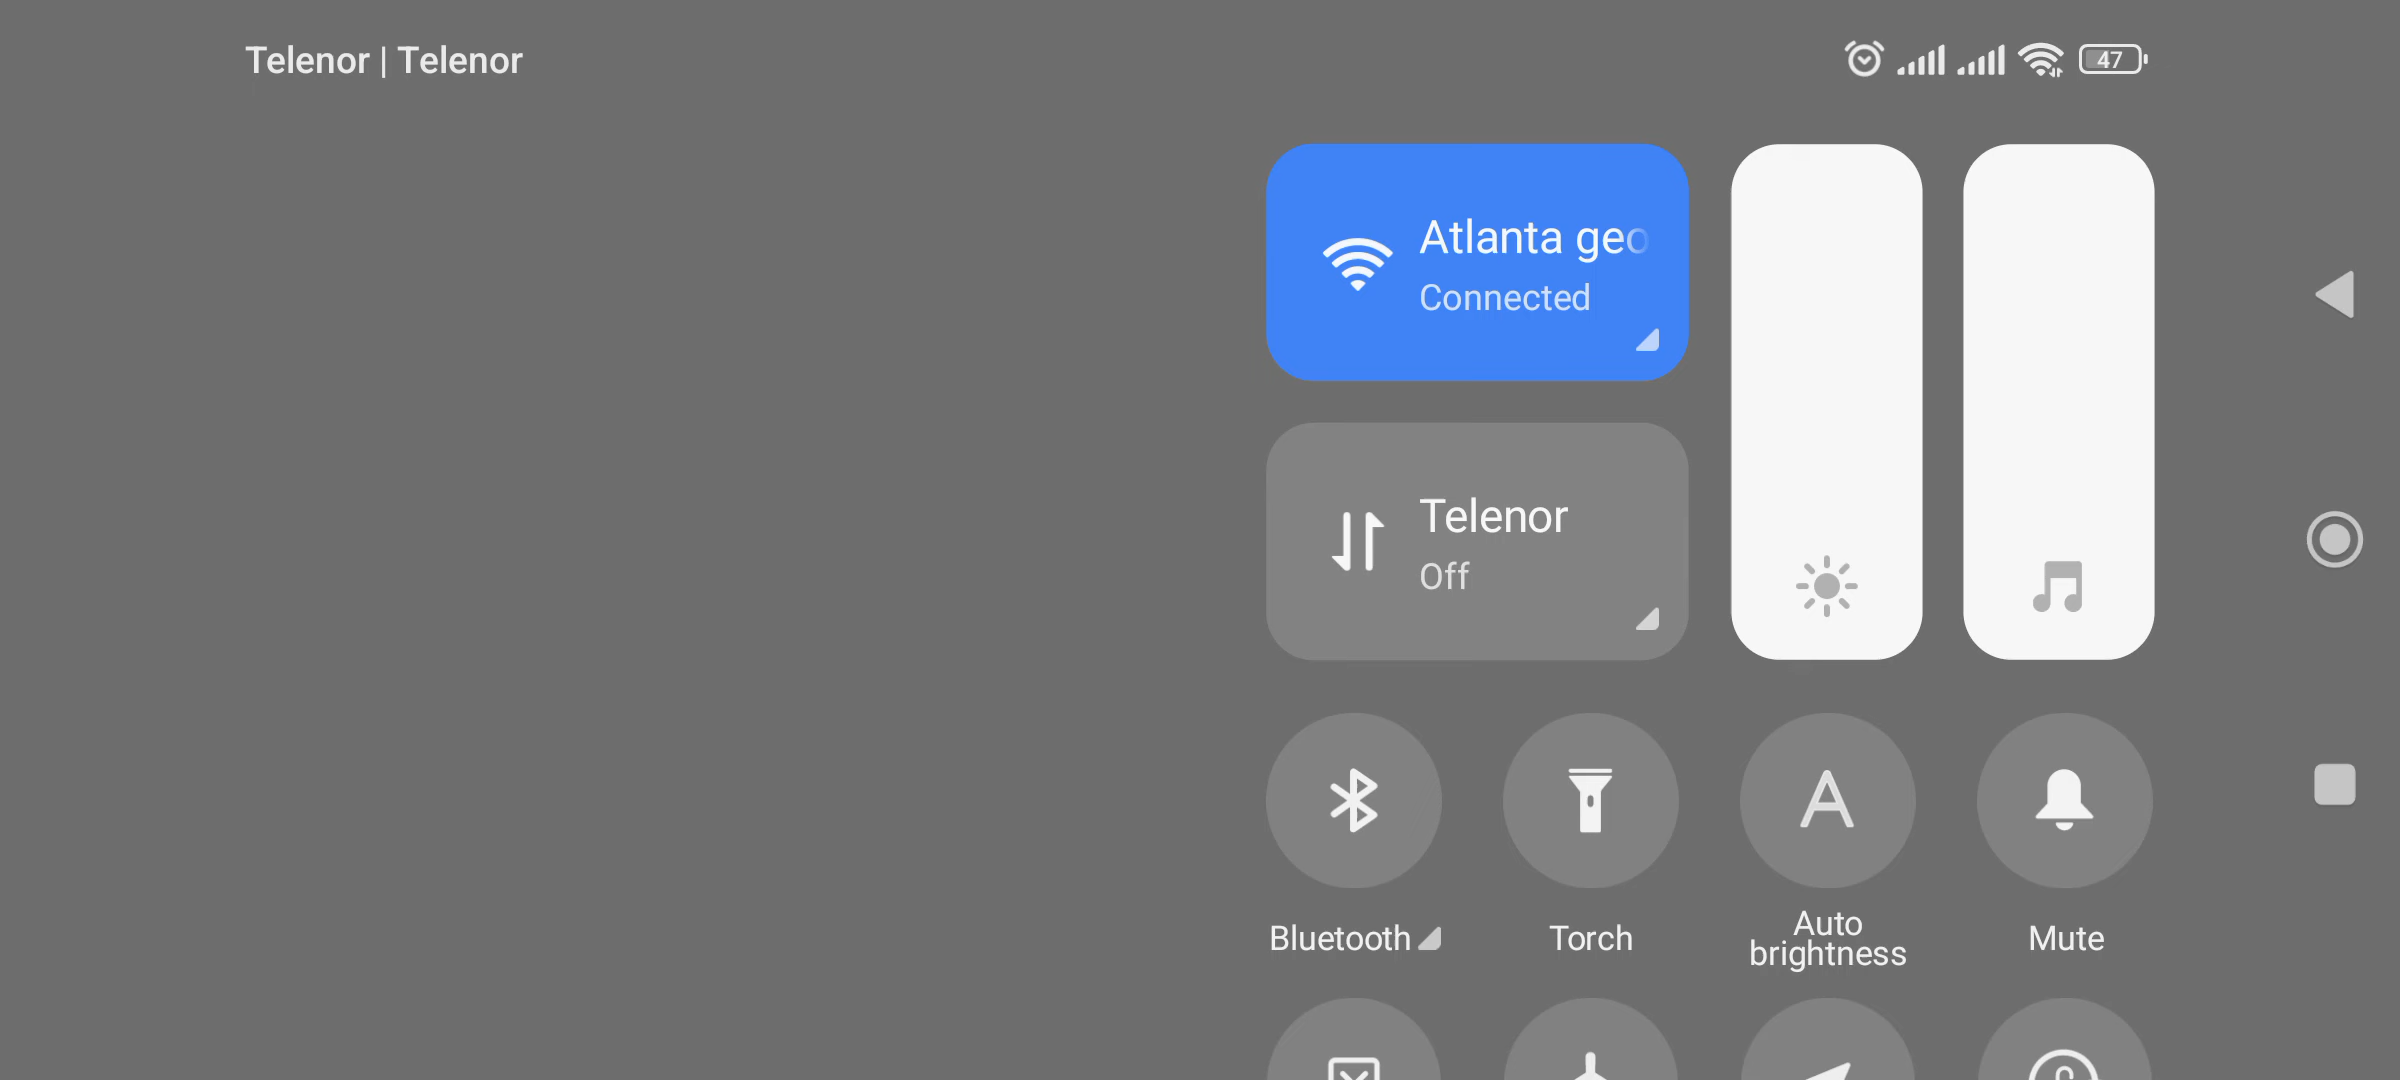 Telenor | Telenor
47
Atlanta geo
Connected
Telenor
Off
Bluetooth
Torch
Auto
brightness
Mute